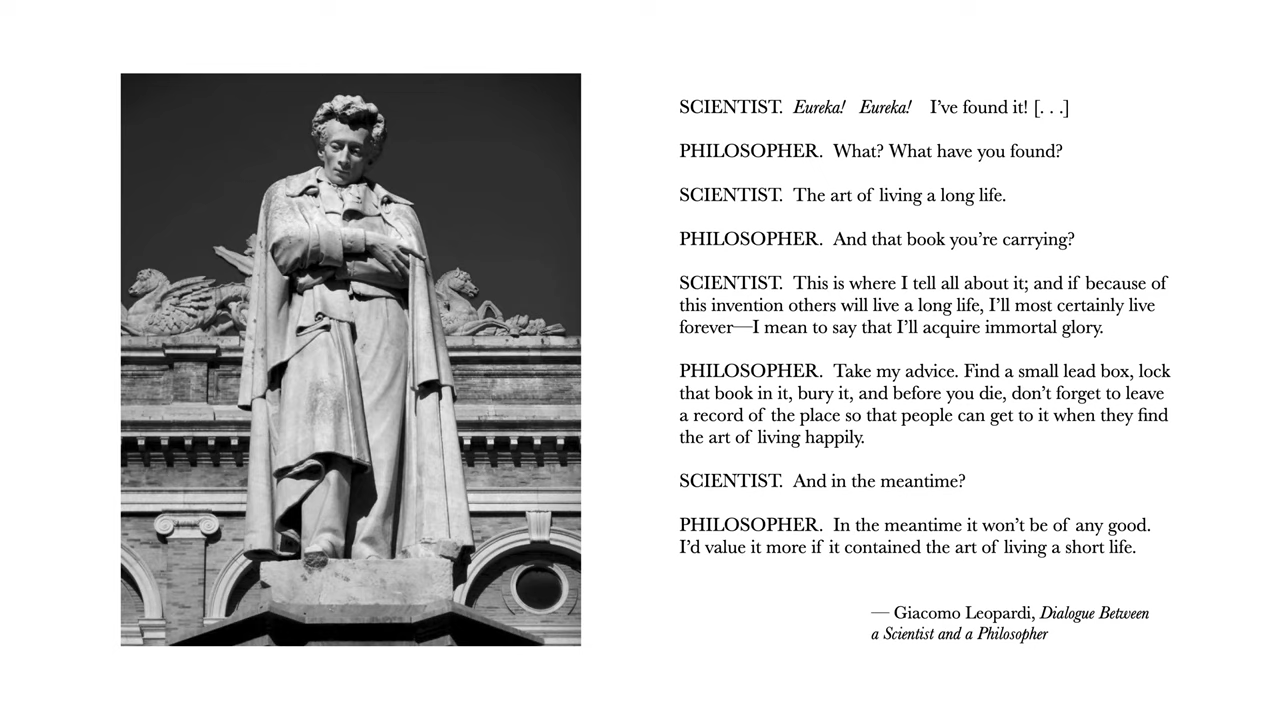 SCIENTIST. Eureka! Eureka! I’ve found it! [. . .]
PHILOSOPHER. What? What have you found?
SCIENTIST. The art of living a long life.
PHILOSOPHER. And that book you’re carrying?
SCIENTIST. This is where I tell all about it; and if because of
this invention others will live a long life, I’ll most certainly live
forever—I mean to say that I’ll acquire immortal glory.
PHILOSOPHER. Take my advice. Find a small lead box, lock
that book in it, bury it, and before you die, don’t forget to leave
a record of the place so that people can get to it when they find
the art of living happily.
SCIENTIST. And in the meantime?
PHILOSOPHER. In the meantime it won’t be of any good.
I’d value it more if it contained the art of living a short life.
— Giacomo Leopardi, Dialogue Between
a Scientist and a Philosopher